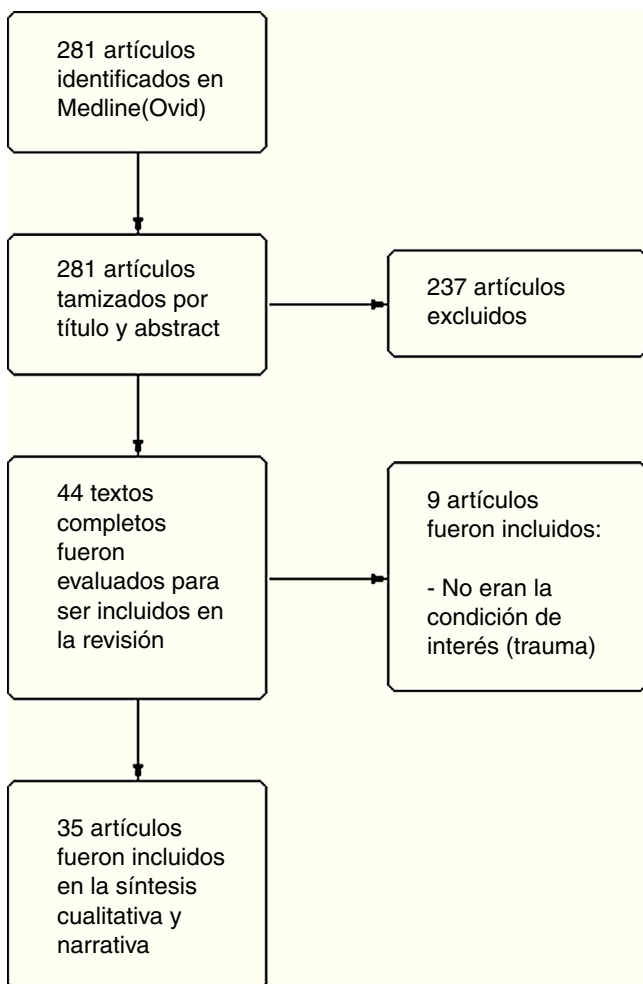 281 artículos
identificados en
Medline(Ovid)
281 artículos
tamizados por
título y abstract
237 artículos
excluidos
44 textos
completos
fueron
evaluados para
ser incluidos en
la revisión
9 artículos
fueron incluidos:
- No eran la
condición de
interés (trauma)
35 artículos
fueron incluidos
en la síntesis
cualitativa y
narrativa